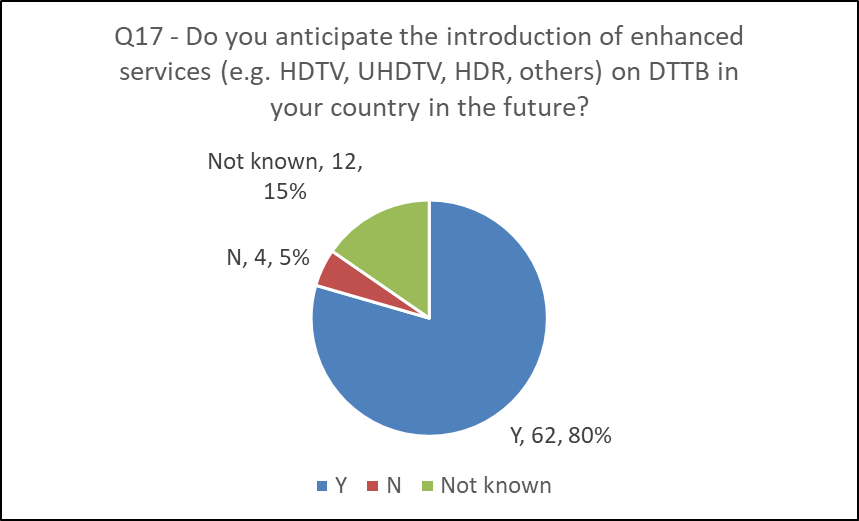 Q17 - Do you anticipate the introduction of enhanced
services (e.g. HDTV, UHDTV, HDR, others) on DTTB in
your country in the future?
Not known, 12,
15%
N, 4, 5%
Y, 62, 80%
Y N Not known